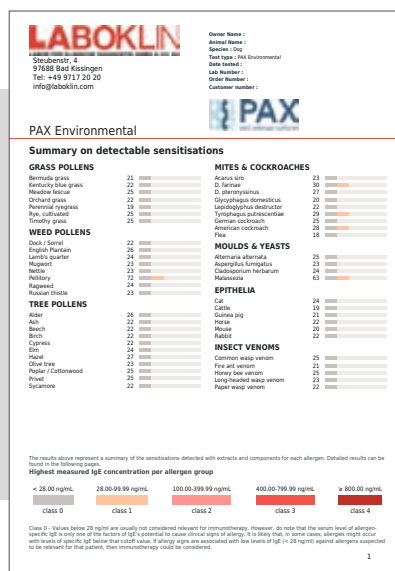 LABOKLIN
Steubenstr, 4
97688 Bad Kissingen
Tel: +49 9717 20 20
info@laboklin.com
Owner Name :
Animal Name :
Species : Dog
Test type : PAX Environmental
Date tested :
Lab Number :
Order Number :
Customer number :
PAX
PAX Environmental
Summary on detectable sensitisations
GRASS POLLENS
Bermuda grass 21
Kentucky blue grass 22
Meadow fescue 25
Orchard grass 22
Perennial ryegrass 19
Rye, cultivated 25
Timothy grass 25
WEED POLLENS
Dock / Sorrel 22
English Plantain 26
Lamb's quarter 24
Mugwort 23
Nettle 23
Pellitory 72
Ragweed 24
Russian thistle 23
TREE POLLENS
Alder 26
Ash 22
Beech 22
Birch 22
Cypress 22
Elm 24
Hazel 27
Olive tree 23
Poplar / Cottonwood 25
Privet 25
Sycamore 22
MITES & COCKROACHES
Acarus siro 23
D. farinae 30
D. pteronyssinus 27
Glycyphagus domesticus 20
Lepidoglyphus destructor 22
Tyrophagus putrescentiae 29
German cockroach 25
American cockroach 28
Flea 18
MOULDS & YEASTS
Alternaria alternata 25
Aspergillus fumigatus 23
Cladosporium herbarum 24
Malassezia 63
EPITHELIA
Cat 24
Cattle 19
Guinea pig 21
Horse 22
Mouse 20
Rabbit 22
INSECT VENOMS
Common wasp venom 25
Fire ant venom 21
Honey bee venom 25
Long-headed wasp venom 23
Paper wasp venom 22
The results above represent a summary of the sensitisations detected with extracts and components for each allergen. Detailed results can be
found in the following pages.
Highest measured IgE concentration per allergen group
< 28.00 ng/mL 28.00-99.99 ng/mL 100.00-399.99 ng/mL 400.00-799.99 ng/mL ≥ 800.00 ng/mL
class 0 class 1 class 2 class 3 class 4
Class 0 - Values below 28 ng/ml are usually not considered relevant for immunotherapy. However, do note that the serum level of allergen-
specific IgE is only one of the factors of IgE's potential to cause clinical signs of allergy. It is likely that, in some cases, allergies might occur
with levels of specific IgE below that cutoff value. If allergy signs are associated with low levels of IgE (< 28 ng/ml) against allergens suspected
to be relevant for that patient, then immunotherapy could be considered.
1